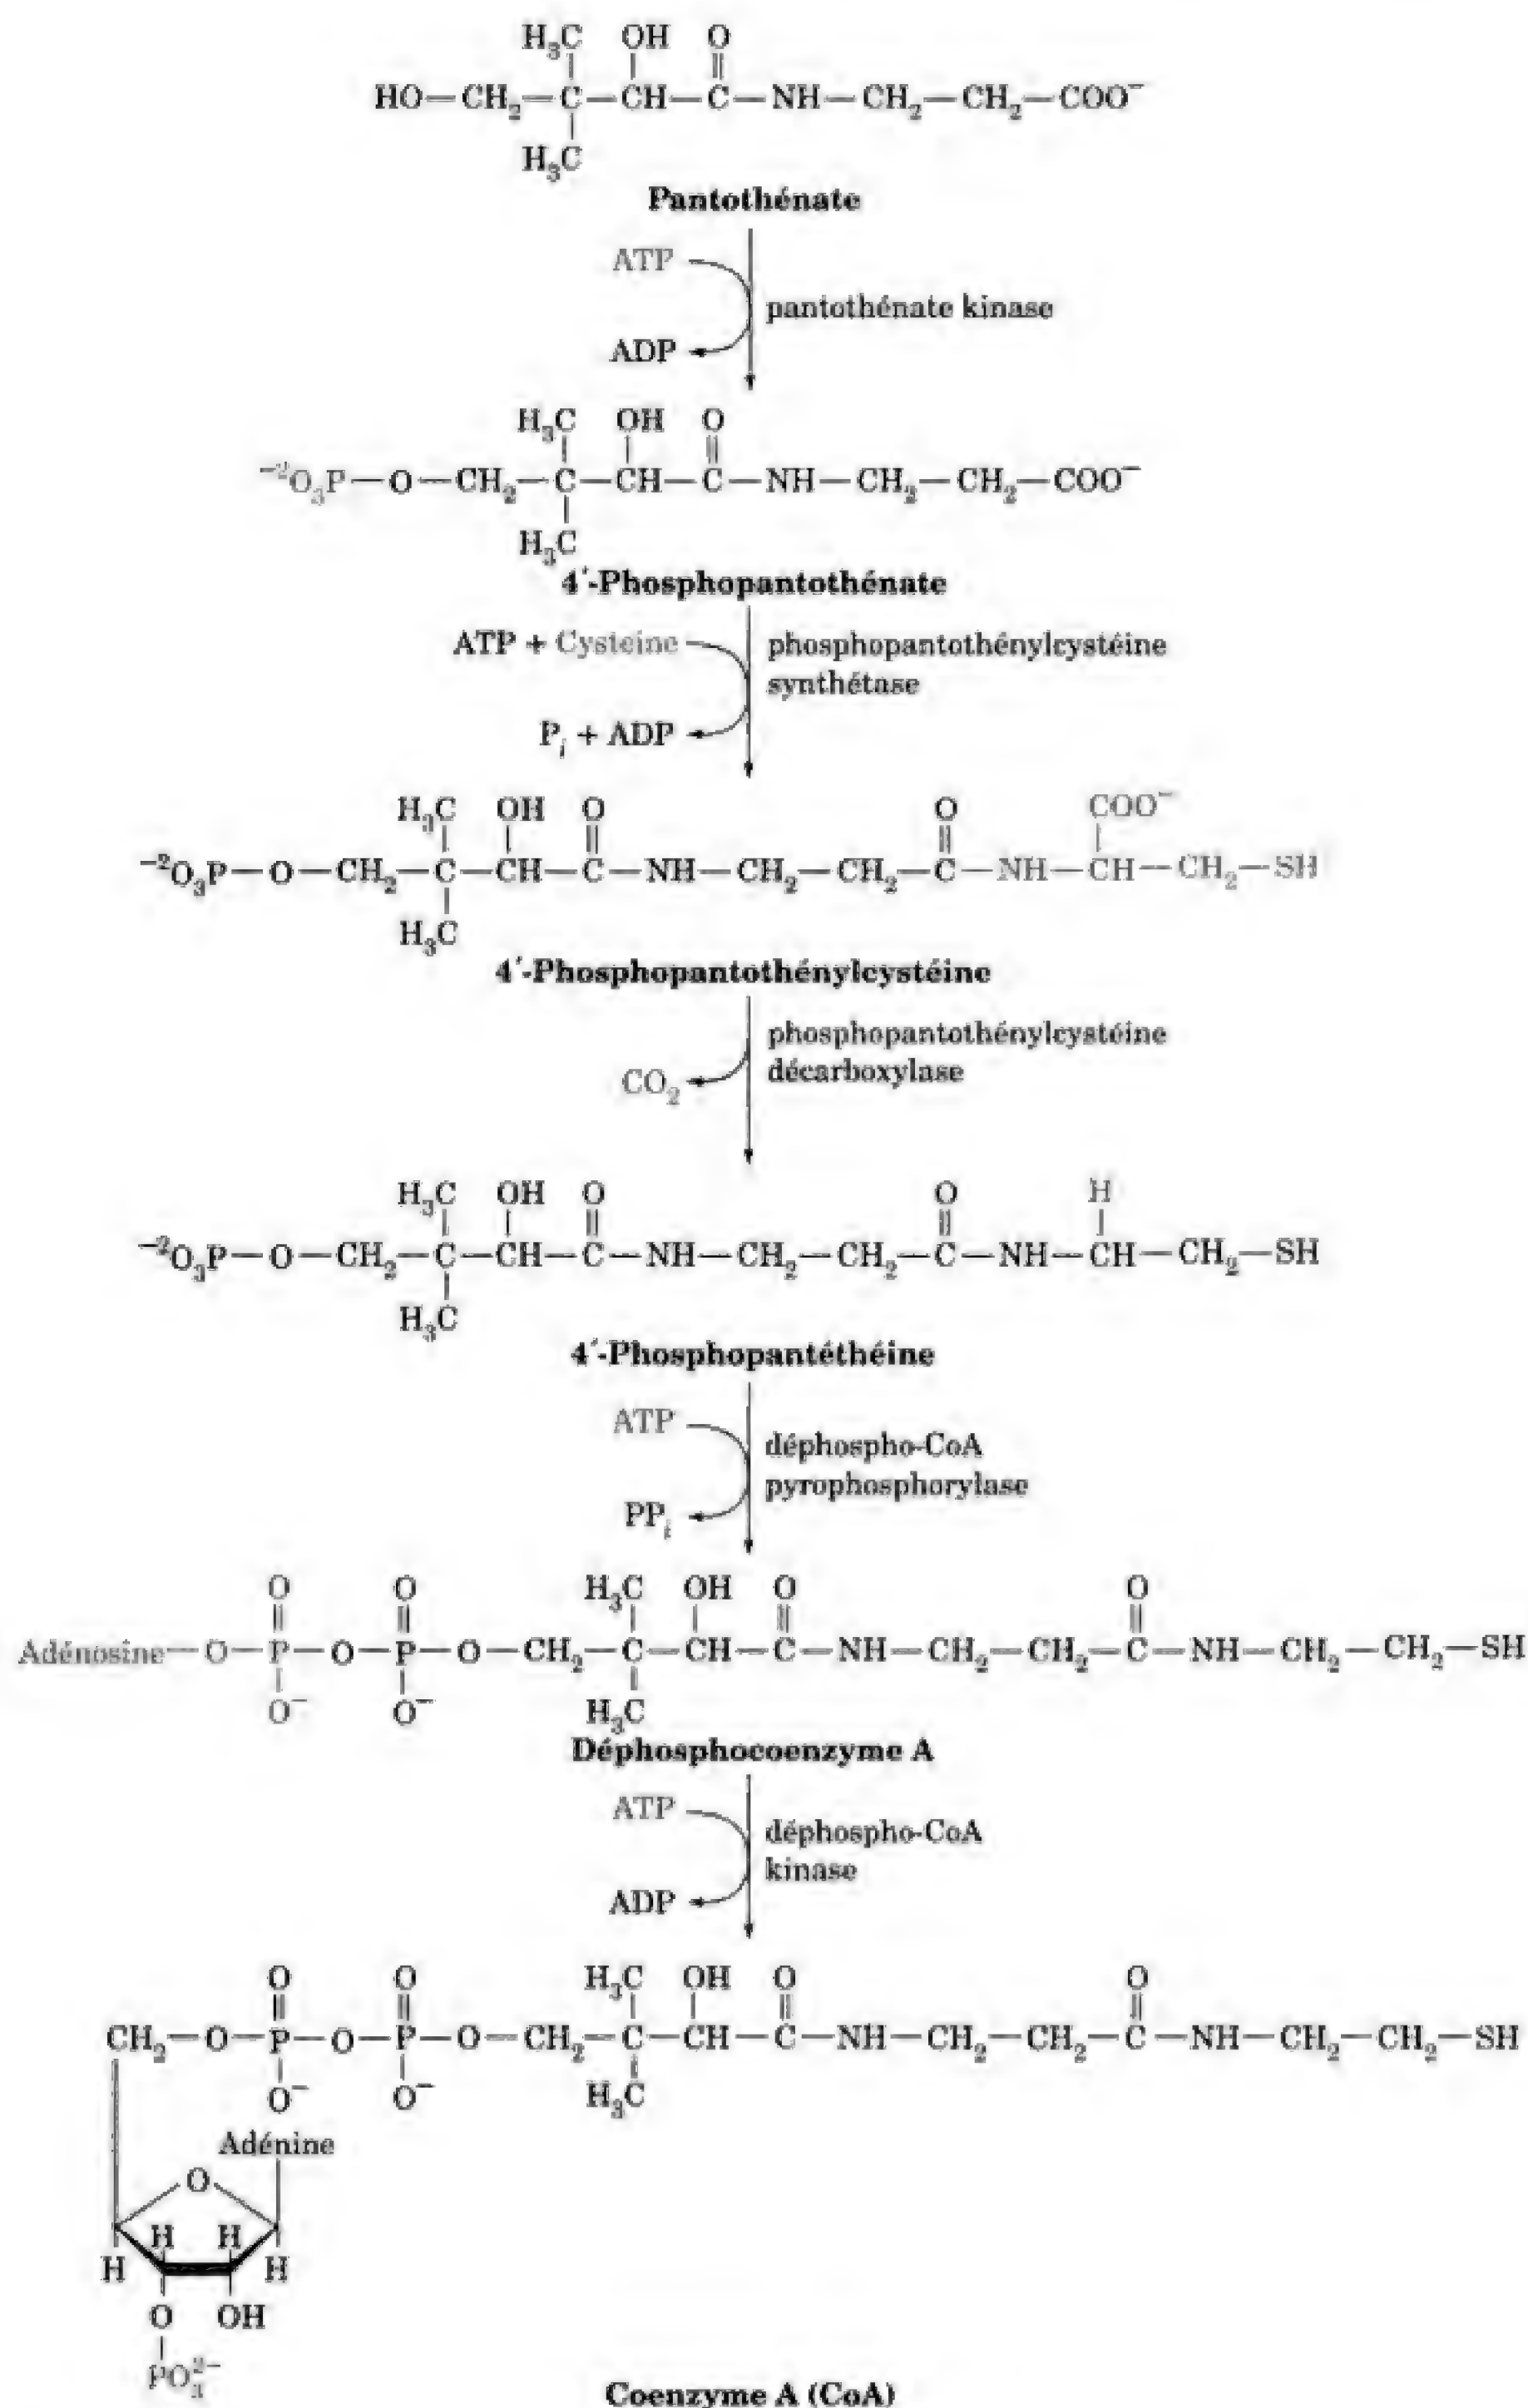 H₃C OH O
HO—CH₂—C—CH—C—NH—CH₂—CH₂—COO⁻
H₃C
Pantothénate
ATP
pantothénate kinase
ADP
H₃C OH O
⁻²O₃P—O—CH₂—C—CH—C—NH—CH₂—CH₂—COO⁻
H₃C
4´-Phosphopantothénate
ATP + Cysteine phosphopantothénylcystéine
synthétase
Pᵢ + ADP
H₃C OH O O COO⁻
⁻²O₃P—O—CH₂—C—CH—C—NH—CH₂—CH₂—C—NH—CH—CH₂—SH
H₃C
4´-Phosphopantothénylcystéine
phosphopantothénylcystéine
CO₂ décarboxylase
H₃C OH O O H
⁻²O₃P—O—CH₂—C—CH—C—NH—CH₂—CH₂—C—NH—CH—CH₂—SH
H₃C
4´-Phosphopantéthéine
ATP
déphospho-CoA
pyrophosphorylase
PPᵢ
O O H₃C OH O O
Adénosine—O—P—O—P—O—CH₂—C—CH—C—NH—CH₂—CH₂—C—NH—CH₂—CH₂—SH
O⁻ O⁻ H₃C
Déphosphocoenzyme A
ATP
déphospho-CoA
kinase
ADP
O O H₃C OH O O
CH₂—O—P—O—P—O—CH₂—C—CH—C—NH—CH₂—CH₂—C—NH—CH₂—CH₂—SH
O⁻ O⁻ H₃C
Adénine
O
H H
H H
O OH
PO₃²⁻
Coenzyme A (CoA)